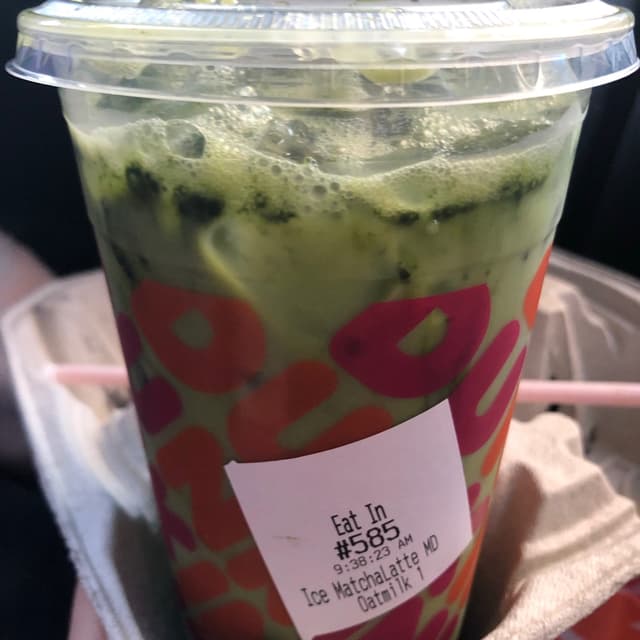 Eat In
#585
9:38:23 AM
Ice MatchaLatte MD
Oatmilk 1